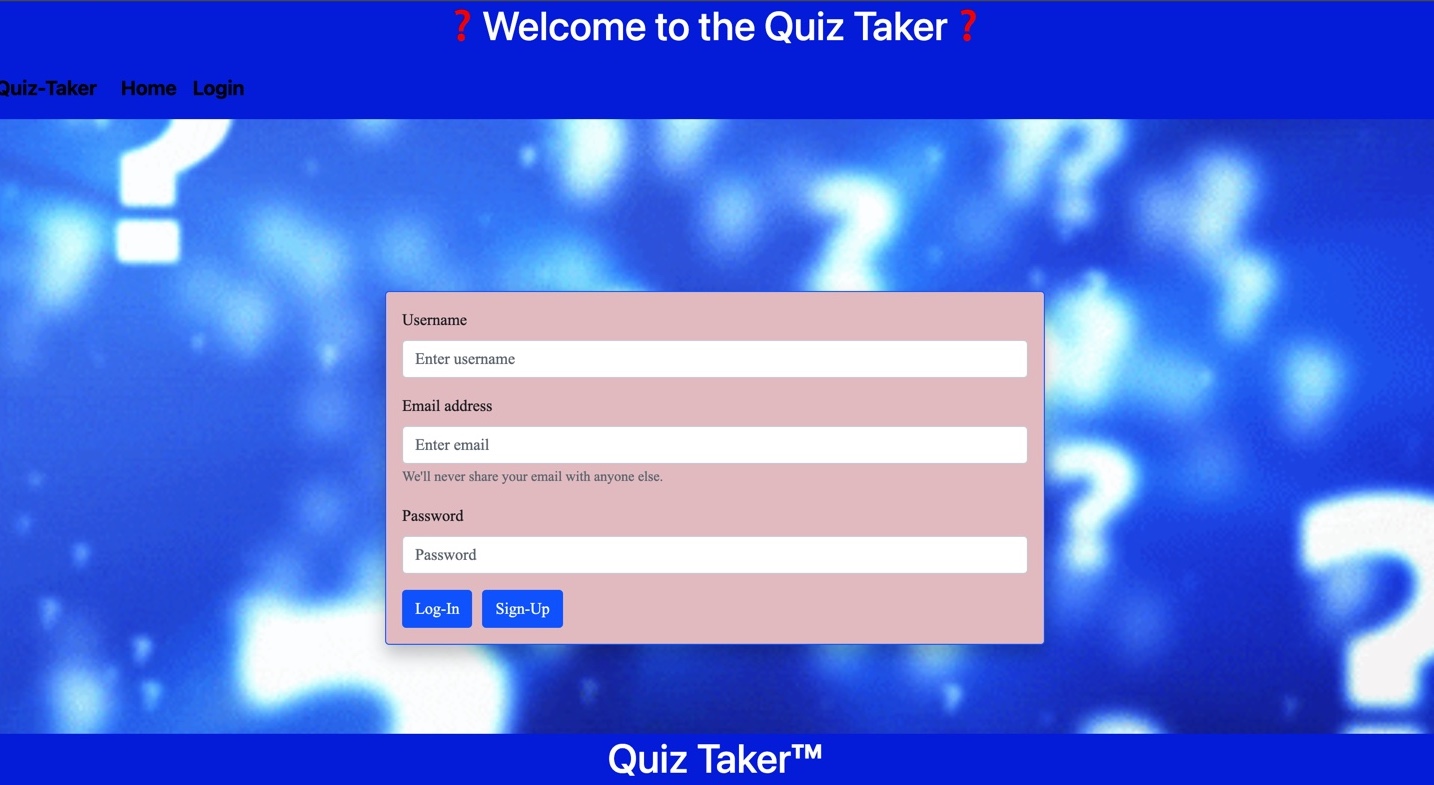 ❓Welcome to the Quiz Taker❓
Quiz-Taker Home Login
Username
Enter username
Email address
Enter email
We'll never share your email with anyone else.
Password
Password
Log-In Sign-Up
Quiz Taker™